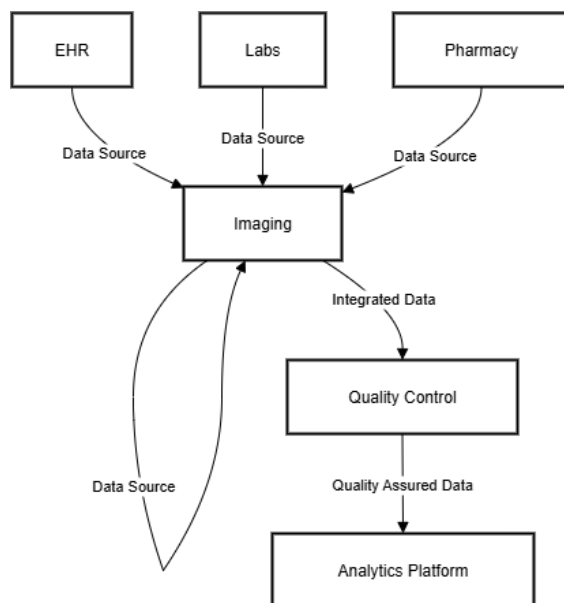 EHR
Labs
Pharmacy
Data Source
Data Source
Data Source
Imaging
Integrated Data
Quality Control
Data Source
Quality Assured Data
Analytics Platform